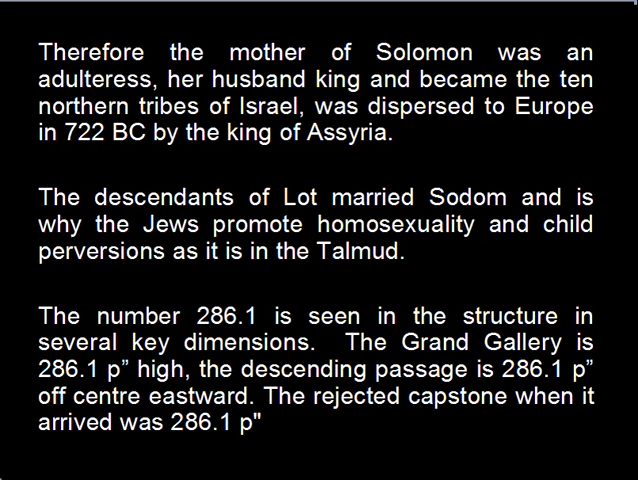 Therefore the mother of Solomon was an
adulteress, her husband king and became the ten
northern tribes of Israel, was dispersed to Europe
in 722 BC by the king of Assyria.
The descendants of Lot married Sodom and is
why the Jews promote homosexuality and child
perversions as it is in the Talmud.
The number 286.1 is seen in the structure in
several key dimensions.  The Grand Gallery is
286.1 p” high, the descending passage is 286.1 p”
off centre eastward. The rejected capstone when it
arrived was 286.1 p"